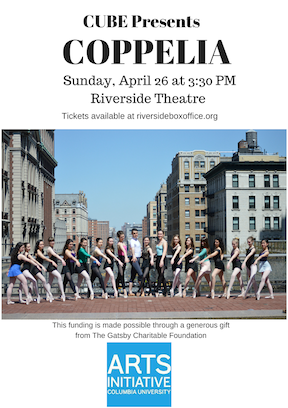 CUBE Presents
COPPELIA
Sunday, April 26 at 3:30 PM
Riverside Theatre
Tickets available at riversideboxoffice.org
This funding is made possible through a generous gift
from The Gatsby Charitable Foundation
ARTS
INITIATIVE
COLUMBIA UNIVERSITY